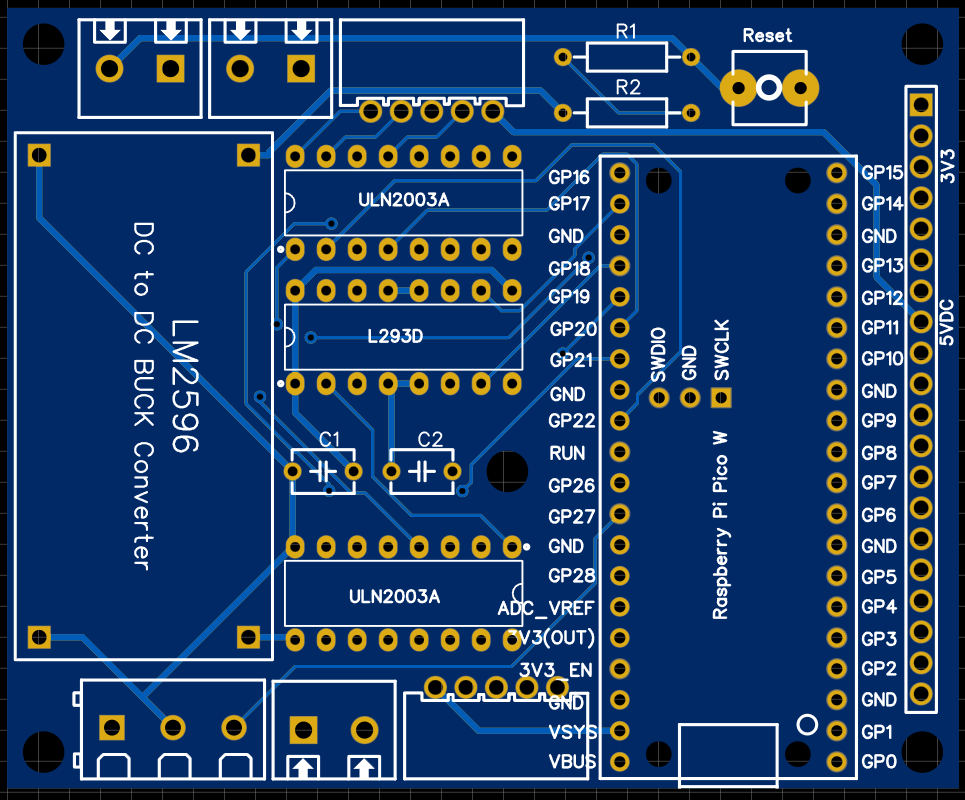 R1
Reset
R2
ULN2003A
L293D
DC to DC BUCK Converter
LM2596
C1
C2
ULN2003A
GP16
GP17
GND
GP18
GP19
GP20
GP21
GND
GP22
RUN
GP26
GP27
GND
GP28
ADC_VREF
3V3(OUT)
3V3_EN
GND
VSYS
VBUS
SWDIO
GND
SWCLK
Raspberry Pi Pico W
GP15
GP14
GND
GP13
GP12
GP11
GP10
GND
GP9
GP8
GP7
GP6
GND
GP5
GP4
GP3
GP2
GND
GP1
GP0
3V3
5VDC